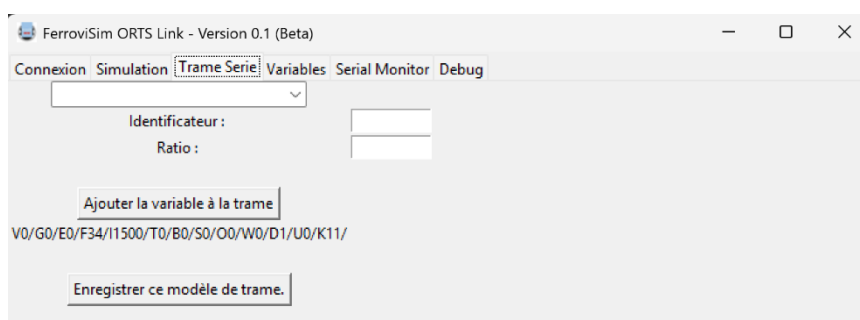 FerroviSim ORTS Link - Version 0.1 (Beta)
Connexion Simulation Trame Serie Variables Serial Monitor Debug
Identificateur :
Ratio :
Ajouter la variable à la trame
V0/G0/E0/F34/I1500/T0/B0/S0/O0/W0/D1/U0/K11/
Enregistrer ce modèle de trame.